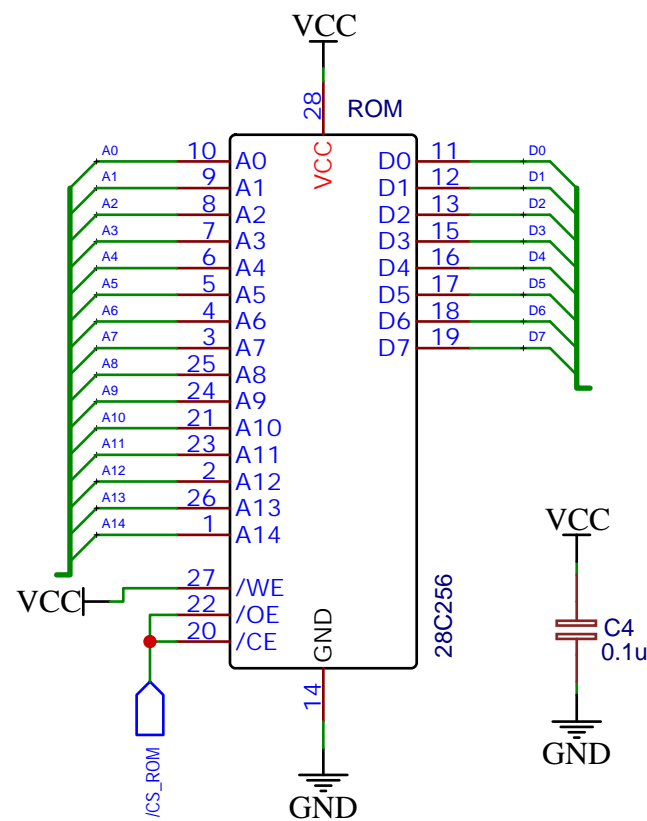 VCC
28 ROM
VCC
A0 10 A0 D0 11 D0
A1 9 A1 D1 12 D1
A2 8 A2 D2 13 D2
A3 7 A3 D3 15 D3
A4 6 A4 D4 16 D4
A5 5 A5 D5 17 D5
A6 4 A6 D6 18 D6
A7 3 A7 D7 19 D7
A8 25 A8
A9 24 A9
A10 21 A10
A11 23 A11
A12 2 A12
A13 26 A13
A14 1 A14
VCC 27 /WE
22 /OE
20 /CE
GND
28C256
14
GND
/CS_ROM
VCC
C4
0.1u
GND